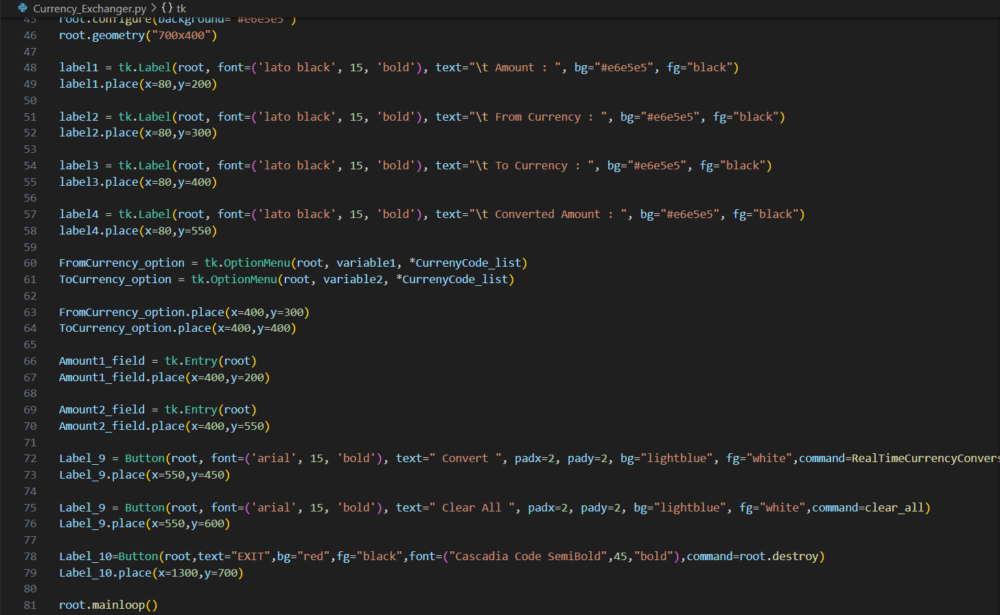 Currency_Exchanger.py > {} tk
45 root.configure(background='#e6e5e5')
46 root.geometry("700x400")
47
48 label1 = tk.Label(root, font=('lato black', 15, 'bold'), text="\t Amount : ", bg="#e6e5e5", fg="black")
49 label1.place(x=80,y=200)
50
51 label2 = tk.Label(root, font=('lato black', 15, 'bold'), text="\t From Currency : ", bg="#e6e5e5", fg="black")
52 label2.place(x=80,y=300)
53
54 label3 = tk.Label(root, font=('lato black', 15, 'bold'), text="\t To Currency : ", bg="#e6e5e5", fg="black")
55 label3.place(x=80,y=400)
56
57 label4 = tk.Label(root, font=('lato black', 15, 'bold'), text="\t Converted Amount : ", bg="#e6e5e5", fg="black")
58 label4.place(x=80,y=550)
59
60 FromCurrency_option = tk.OptionMenu(root, variable1, *CurrenyCode_list)
61 ToCurrency_option = tk.OptionMenu(root, variable2, *CurrenyCode_list)
62
63 FromCurrency_option.place(x=400,y=300)
64 ToCurrency_option.place(x=400,y=400)
65
66 Amount1_field = tk.Entry(root)
67 Amount1_field.place(x=400,y=200)
68
69 Amount2_field = tk.Entry(root)
70 Amount2_field.place(x=400,y=550)
71
72 Label_9 = Button(root, font=('arial', 15, 'bold'), text=" Convert ", padx=2, pady=2, bg="lightblue", fg="white",command=RealTimeCurrencyConvers
73 Label_9.place(x=550,y=450)
74
75 Label_9 = Button(root, font=('arial', 15, 'bold'), text=" Clear All ", padx=2, pady=2, bg="lightblue", fg="white",command=clear_all)
76 Label_9.place(x=550,y=600)
77
78 Label_10=Button(root,text="EXIT",bg="red",fg="black",font=("Cascadia Code SemiBold",45,"bold"),command=root.destroy)
79 Label_10.place(x=1300,y=700)
80
81 root.mainloop()